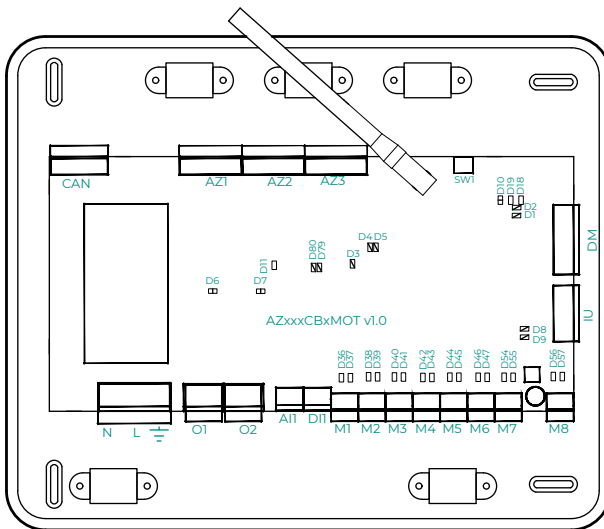 CAN AZ1 AZ2 AZ3 SW1
D10 D19 D18
D2
D1
DM
D4 D5
D80 D79 D3
D11
D6 D7
IU
AZxxxCBxMOT v1.0
D8
D9
D36 D37 D38 D39 D40 D41 D42 D43 D44 D45 D46 D47 D54 D55 D56 D57
N L O1 O2 AI1 DI1 M1 M2 M3 M4 M5 M6 M7 M8